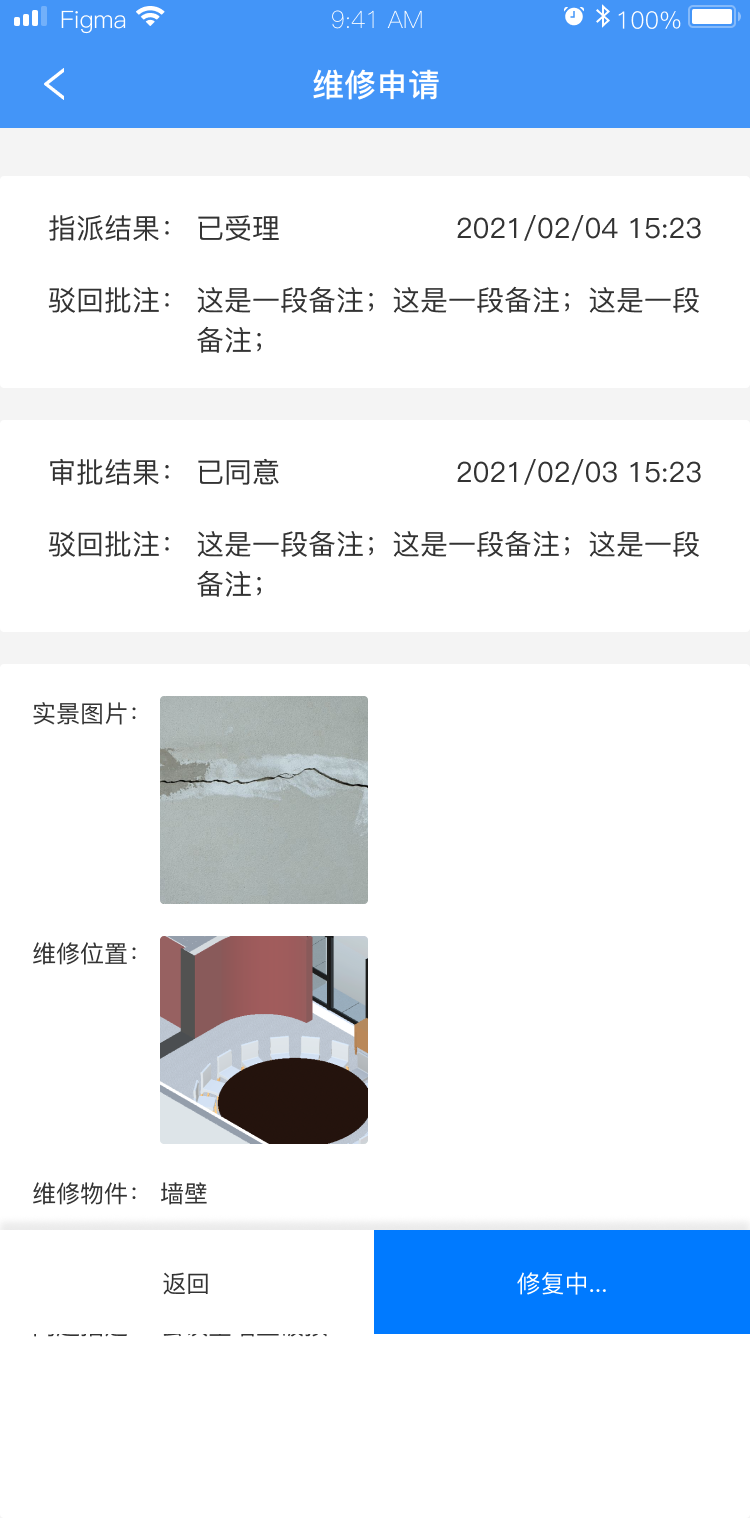 Figma 9:41 AM 100%
维修申请
指派结果： 已受理 2021/02/04 15:23
驳回批注： 这是一段备注；这是一段备注；这是一段
备注；
审批结果： 已同意 2021/02/03 15:23
驳回批注： 这是一段备注；这是一段备注；这是一段
备注；
实景图片：
维修位置：
维修物件： 墙壁
返回 修复中...